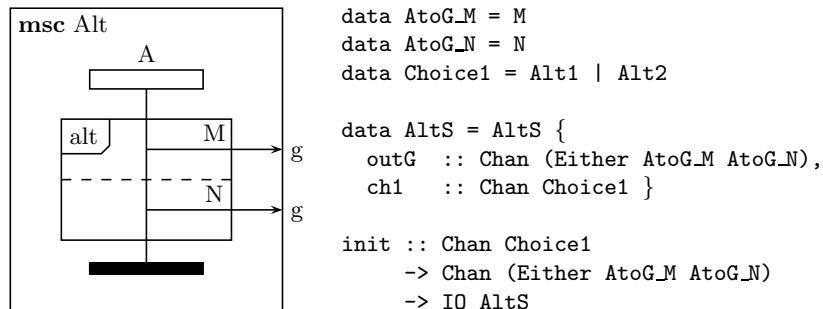 msc Alt
A
alt
M
g
N
g
data AtoG_M = M
data AtoG_N = N
data Choice1 = Alt1 | Alt2
data AltS = AltS {
  outG  :: Chan (Either AtoG_M AtoG_N),
  ch1   :: Chan Choice1 }
init :: Chan Choice1
     -> Chan (Either AtoG_M AtoG_N)
     -> IO AltS